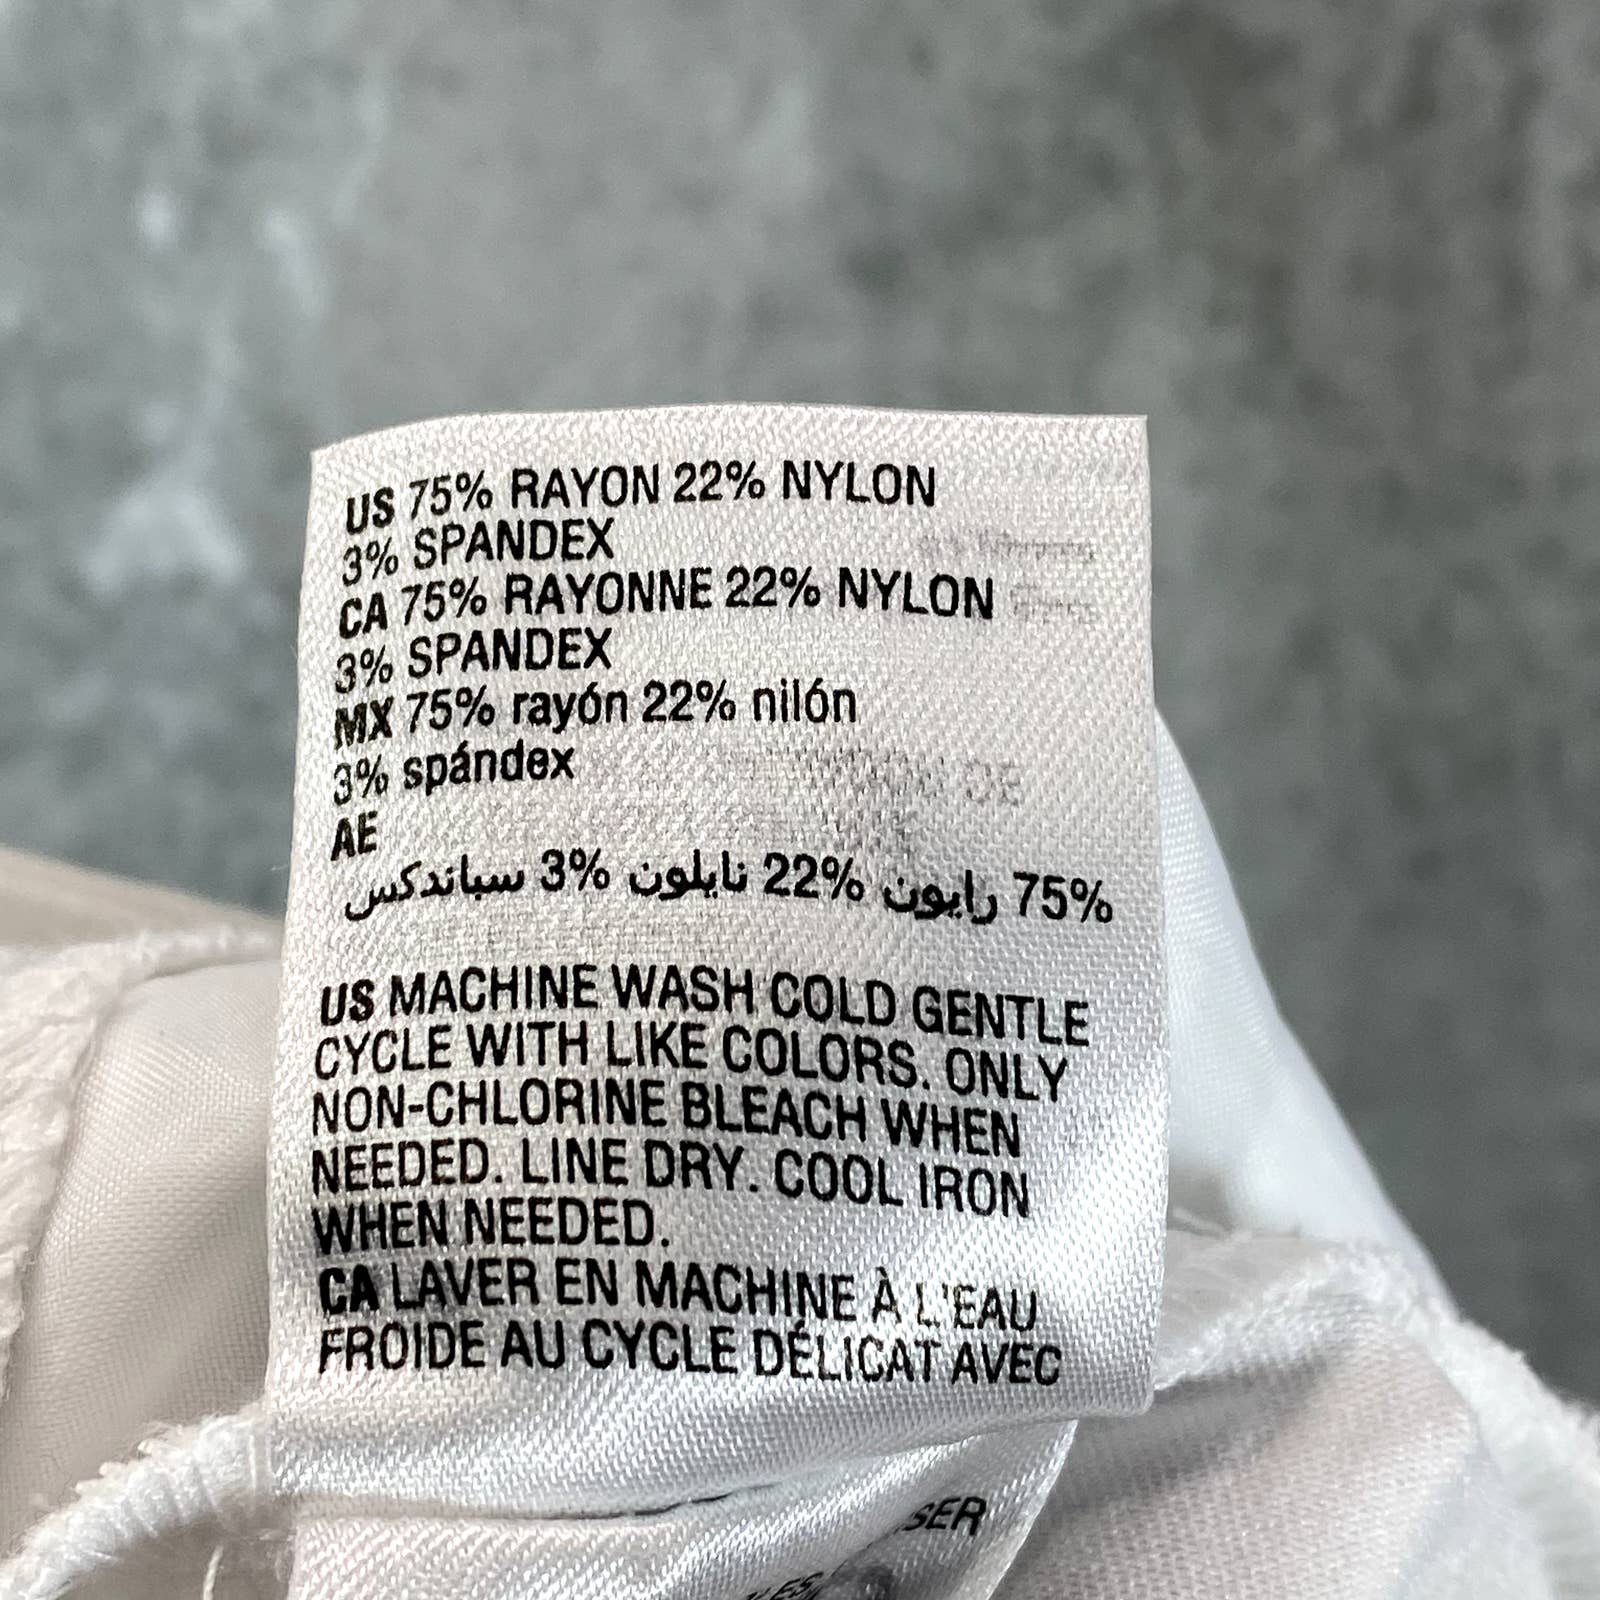 US 75% RAYON 22% NYLON
3% SPANDEX
CA 75% RAYONNE 22% NYLON
3% SPANDEX
MX 75% rayón 22% nilón
3% spándex
AE
75% رايون 22% نايلون 3% سباندكس
US MACHINE WASH COLD GENTLE
CYCLE WITH LIKE COLORS. ONLY
NON-CHLORINE BLEACH WHEN
NEEDED. LINE DRY. COOL IRON
WHEN NEEDED.
CA LAVER EN MACHINE À L'EAU
FROIDE AU CYCLE DÉLICAT AVEC